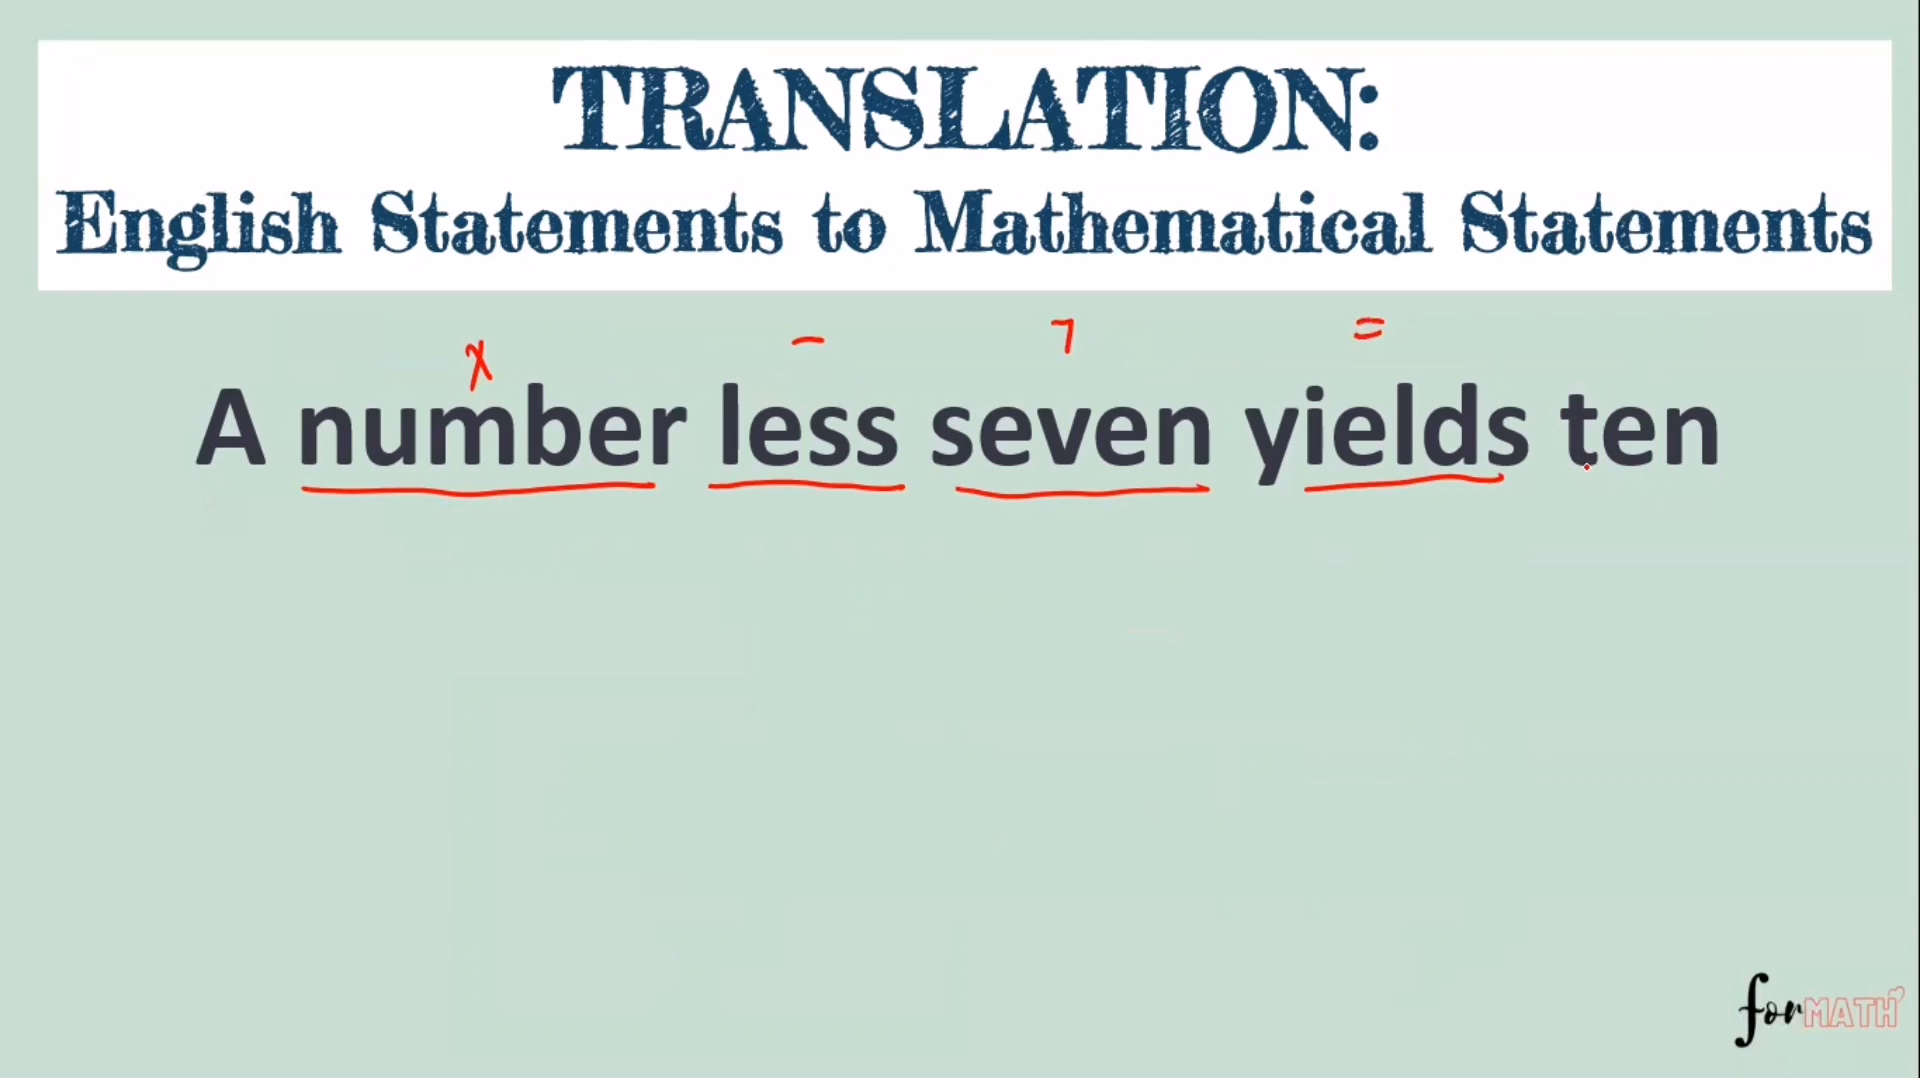 TRANSLATION:
English Statements to Mathematical Statements
x - 7 =
A number less seven yields ten
forMATH